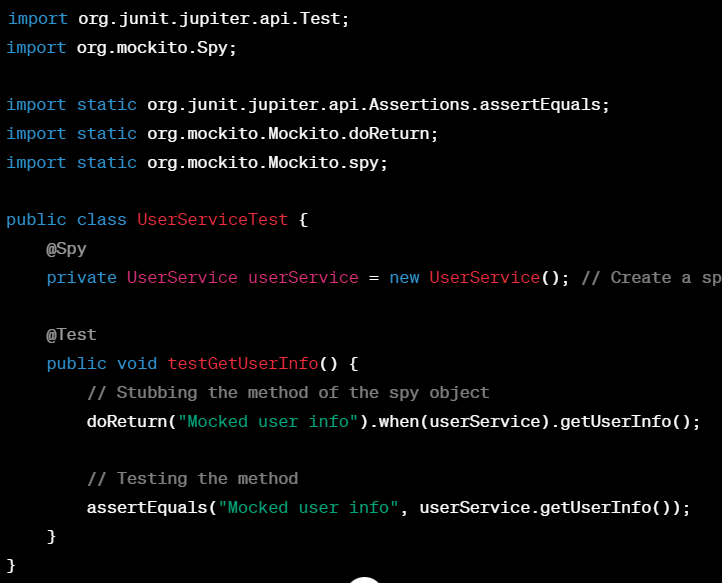 import org.junit.jupiter.api.Test;
import org.mockito.Spy;
import static org.junit.jupiter.api.Assertions.assertEquals;
import static org.mockito.Mockito.doReturn;
import static org.mockito.Mockito.spy;
public class UserServiceTest {
@Spy
private UserService userService = new UserService(); // Create a sp
@Test
public void testGetUserInfo() {
// Stubbing the method of the spy object
doReturn("Mocked user info").when(userService).getUserInfo();
// Testing the method
assertEquals("Mocked user info", userService.getUserInfo());
}
}